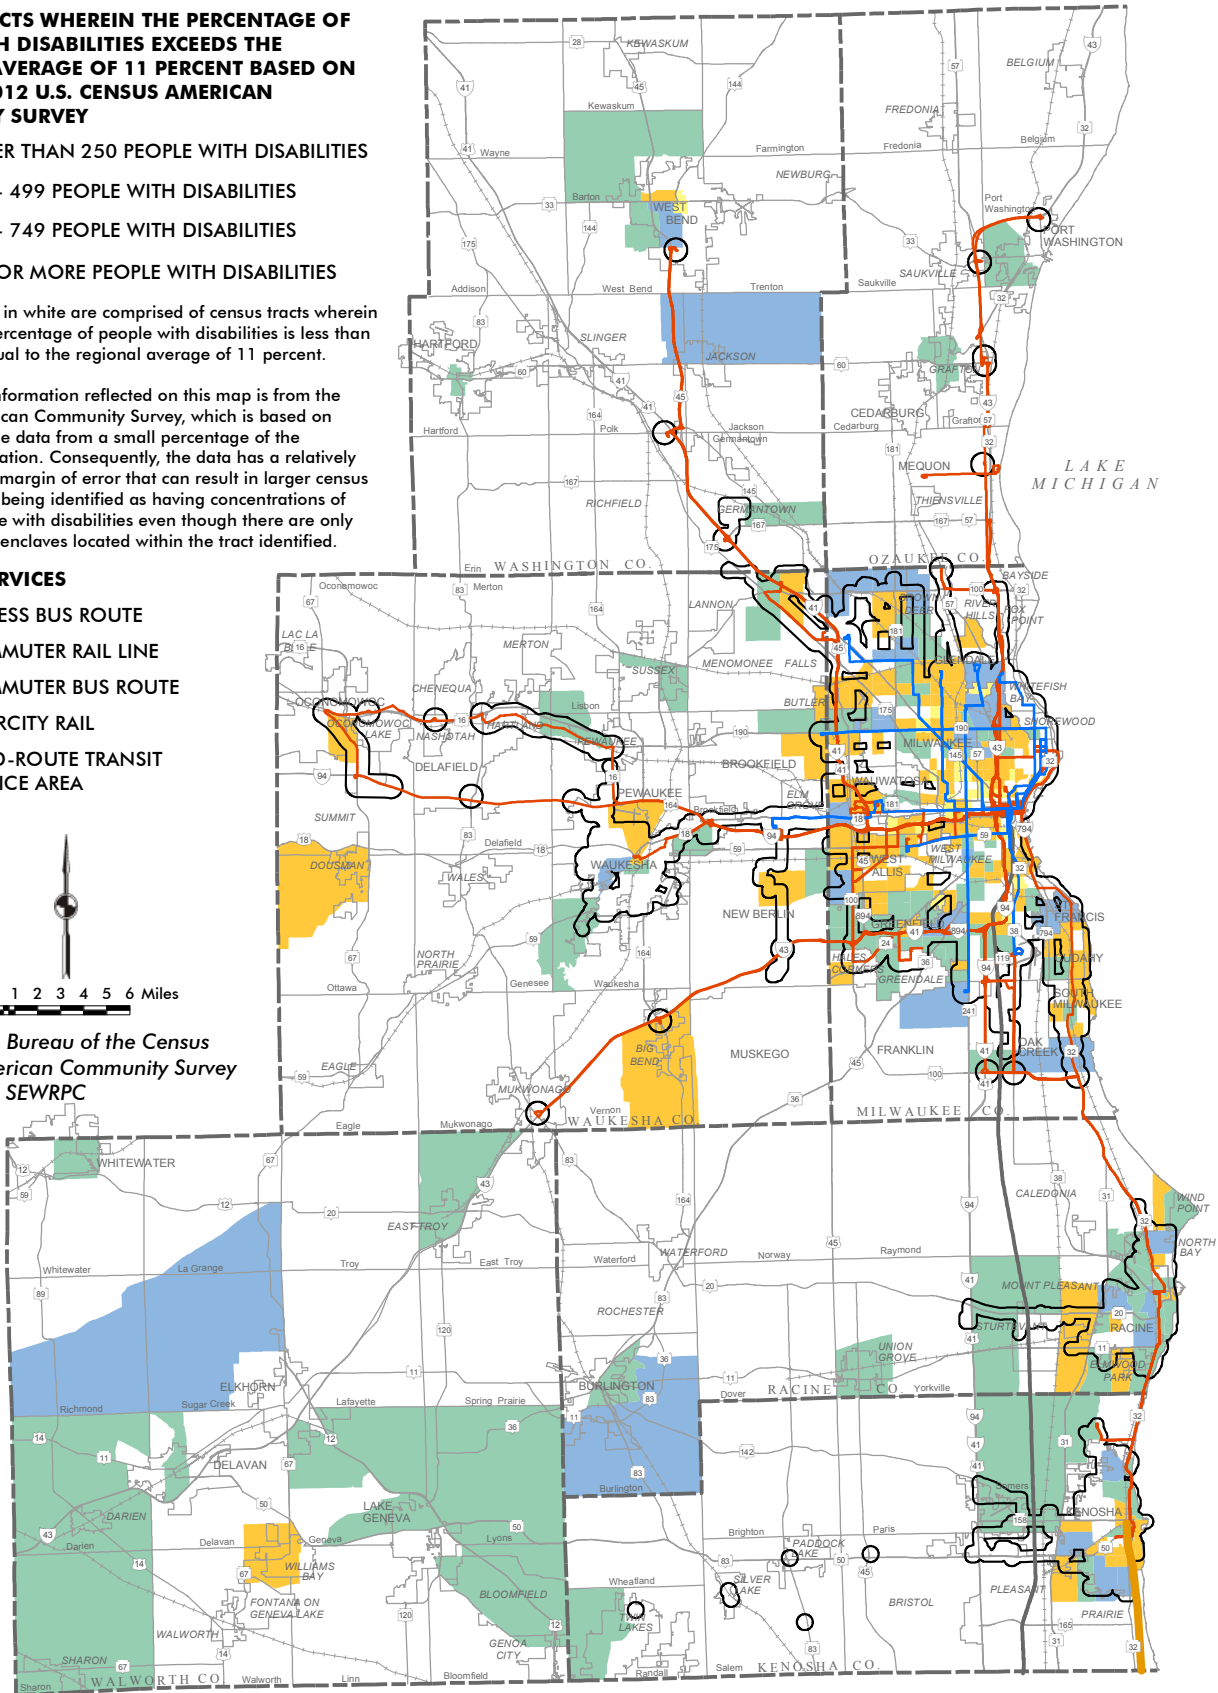 CTS WHEREIN THE PERCENTAGE OF
H DISABILITIES EXCEEDS THE
AVERAGE OF 11 PERCENT BASED ON
012 U.S. CENSUS AMERICAN
Y SURVEY
ER THAN 250 PEOPLE WITH DISABILITIES
- 499 PEOPLE WITH DISABILITIES
- 749 PEOPLE WITH DISABILITIES
OR MORE PEOPLE WITH DISABILITIES
in white are comprised of census tracts wherein
ercentage of people with disabilities is less than
ual to the regional average of 11 percent.
nformation reflected on this map is from the
ican Community Survey, which is based on
e data from a small percentage of the
ation. Consequently, the data has a relatively
margin of error that can result in larger census
being identified as having concentrations of
e with disabilities even though there are only
enclaves located within the tract identified.
RVICES
ESS BUS ROUTE
MUTER RAIL LINE
MUTER BUS ROUTE
RCITY RAIL
D-ROUTE TRANSIT
ICE AREA
1 2 3 4 5 6 Miles
Bureau of the Census
erican Community Survey
SEWRPC
KEWASKUM
Kewaskum
Wayne
Farmington
Fredonia
FREDONIA
BELGIUM
Belgium
NEWBURG
Barton
WEST
BEND
Port
Washington
PORT
WASHINGTON
SAUKVILLE
Saukville
Addison
West Bend
Trenton
HARTFORD
SLINGER
JACKSON
GRAFTON
CEDARBURG
Grafton
Cedarburg
Hartford
Polk
Jackson
Germantown
MEQUON
THIENSVILLE
LAKE
MICHIGAN
RICHFIELD
GERMANTOWN
Erin
WASHINGTON CO.
OZAUKEE CO.
BAYSIDE
Oconomowoc
Merton
LANNON
RIVER
HILLS
FOX
POINT
BROWN
DEER
LAC LA
BELLE
MERTON
SUSSEX
MENOMONEE FALLS
GLENDALE
CHENEQUA
OCONOMOWOC
OCONOMOWOC
LAKE
NASHOTAH
HARTLAND
Lisbon
PEWAUKEE
BUTLER
WHITEFISH
BAY
SHOREWOOD
MILWAUKEE
DELAFIELD
BROOKFIELD
WAUWATOSA
ELM
GROVE
PEWAUKEE
Brookfield
SUMMIT
Delafield
DOUSMAN
WALES
WAUKESHA
WEST
ALLIS
WEST
MILWAUKEE
NEW BERLIN
GREENFIELD
ST
FRANCIS
CUDAHY
NORTH
PRAIRIE
HALES
CORNERS
GREENDALE
Ottawa
Genesee
Waukesha
SOUTH
MILWAUKEE
EAGLE
BIG
BEND
MUSKEGO
FRANKLIN
OAK
CREEK
MUKWONAGO
Vernon
WAUKESHA CO.
MILWAUKEE CO.
Eagle
Mukwonago
WHITEWATER
EAST TROY
CALEDONIA
WIND
POINT
NORTH
BAY
Whitewater
La Grange
Troy
East Troy
Waterford
WATERFORD
Norway
Raymond
ROCHESTER
MOUNT PLEASANT
STURTEVANT
RACINE
UNION
GROVE
ELMWOOD
PARK
BURLINGTON
ELKHORN
Richmond
Sugar Creek
Lafayette
Spring Prairie
Dover
RACINE CO.
Yorkville
DELAVAN
Burlington
LAKE
GENEVA
Somers
KENOSHA
DARIEN
Darien
Delavan
Geneva
Lyons
Brighton
Paris
PADDOCK
LAKE
WILLIAMS
BAY
FONTANA ON
GENEVA LAKE
BLOOMFIELD
Wheatland
SILVER
LAKE
TWIN
LAKES
BRISTOL
PLEASANT
PRAIRIE
WALWORTH
GENOA
CITY
SHARON
Sharon
WALWORTH CO.
Walworth
Linn
Bloomfield
Randall
Salem
KENOSHA CO.